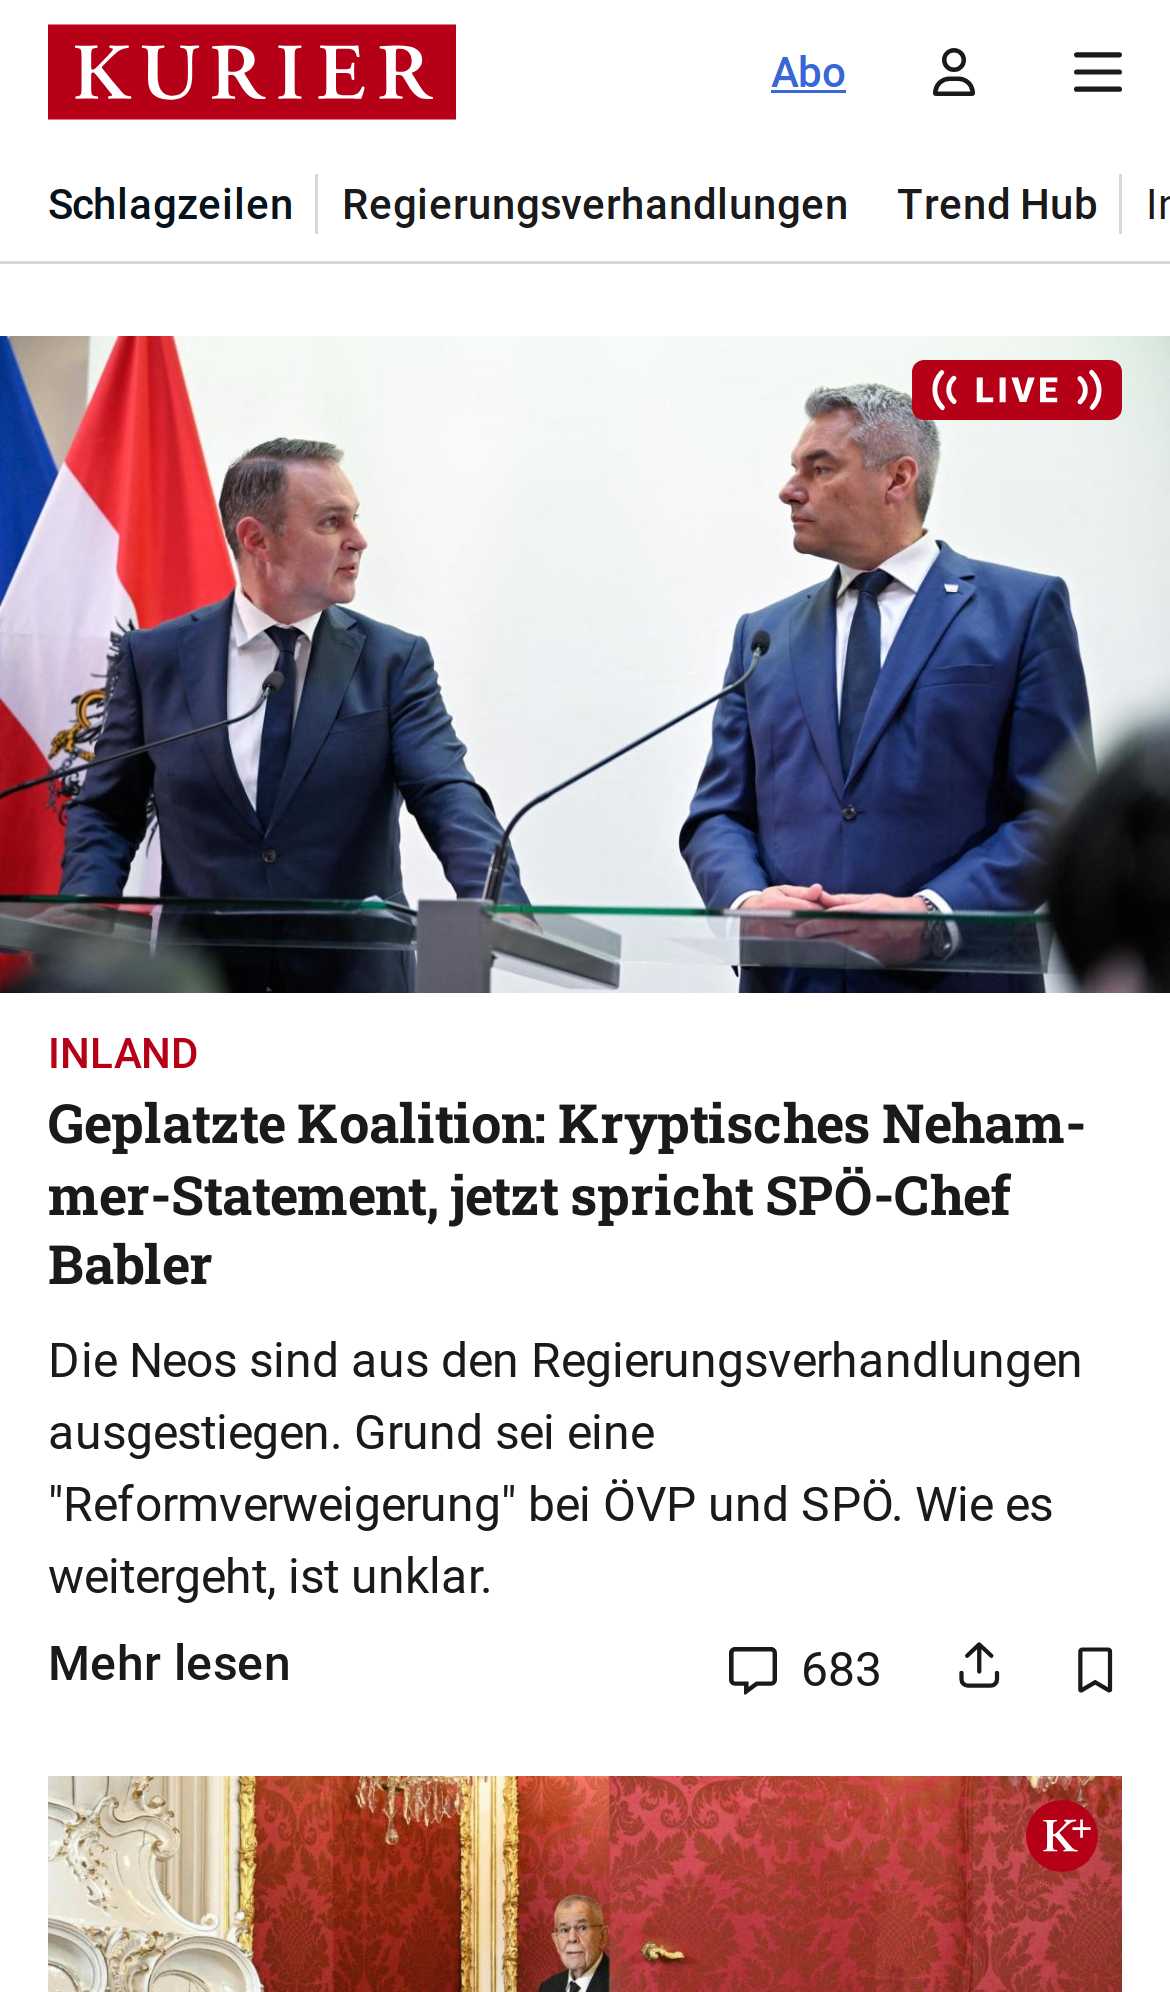 KURIER
Abo
Schlagzeilen
Regierungsverhandlungen
Trend Hub
LIVE
INLAND
Geplatzte Koalition: Kryptisches Neham-
mer-Statement, jetzt spricht SPÖ-Chef
Babler
Die Neos sind aus den Regierungsverhandlungen
ausgestiegen. Grund sei eine
"Reformverweigerung" bei ÖVP und SPÖ. Wie es
weitergeht, ist unklar.
Mehr lesen
683
K+